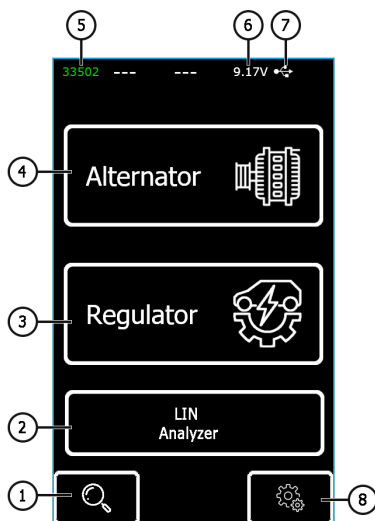 5 6 7
33502 --- --- 9.17V
4 Alternator
3 Regulator
2 LIN
Analyzer
1 8